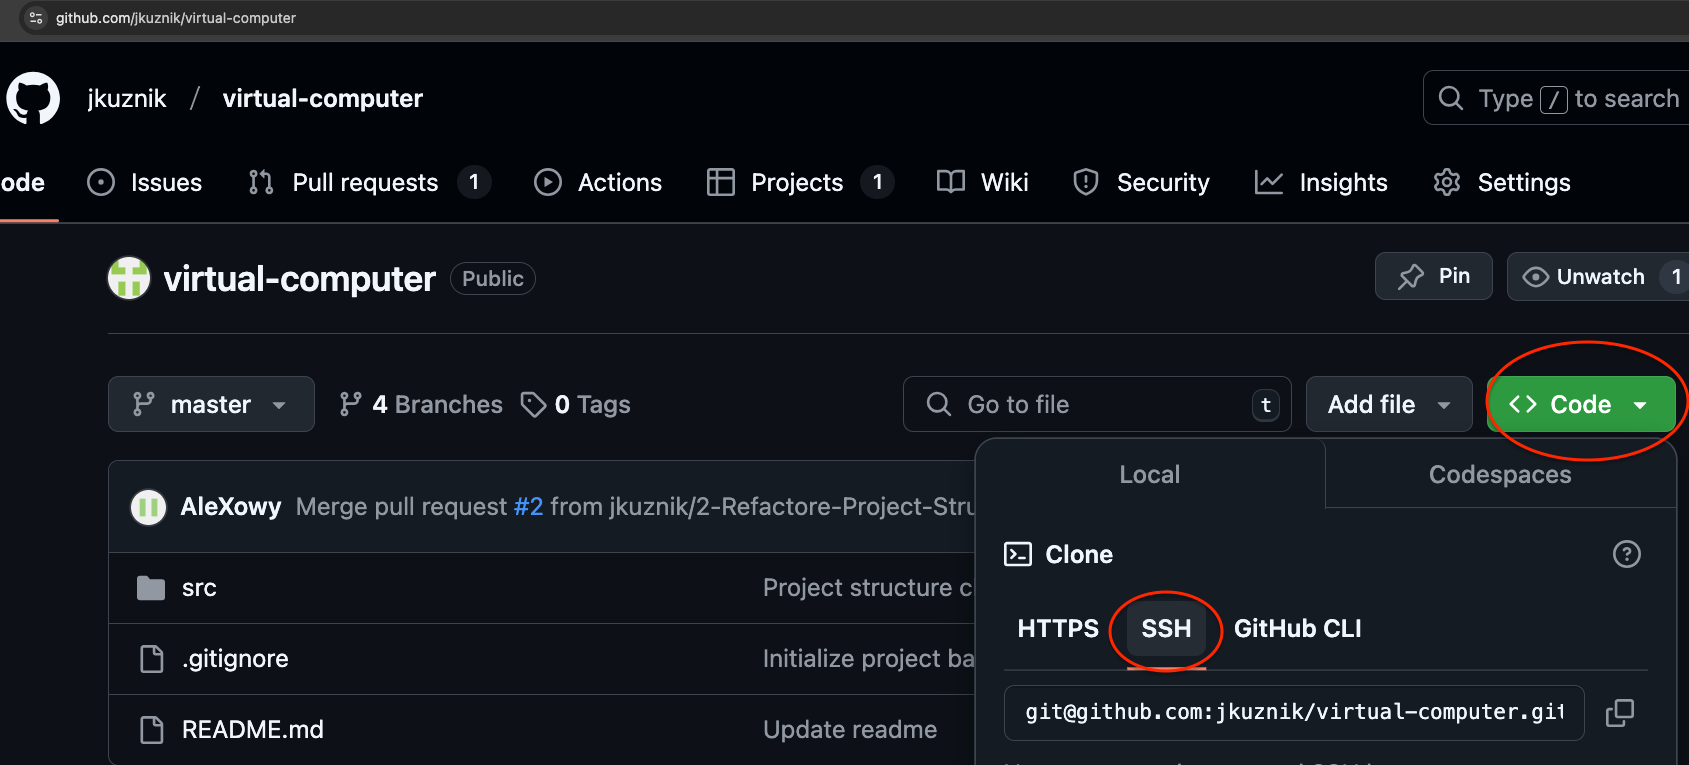 github.com/jkuznik/virtual-computer
jkuznik / virtual-computer
Type / to search
ode
Issues
Pull requests 1
Actions
Projects 1
Wiki
Security
Insights
Settings
virtual-computer Public
Pin
Unwatch 1
master
4 Branches
0 Tags
Go to file t
Add file
<> Code
Local
Codespaces
AleXowy Merge pull request #2 from jkuznik/2-Refactore-Project-Stru
Clone
src Project structure c
HTTPS SSH GitHub CLI
.gitignore Initialize project ba
git@github.com:jkuznik/virtual-computer.git
README.md Update readme